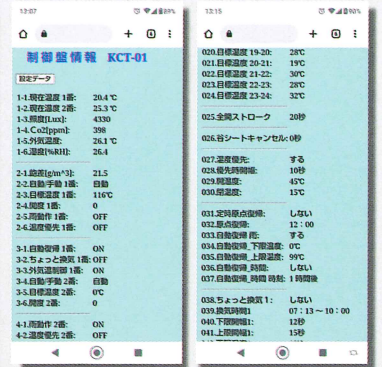 13:07
89%
制御盤情報 KCT-01
設定データ
1-1.現在温度 1番: 20.4 ℃
1-2.現在温度 2番: 25.3 ℃
1-3.照度[Lux]: 4330
1-4.Co2[ppm]: 398
1-5.外気温度: 26.1 ℃
1-6.湿度[%RH]: 26.4
2-1.飽差[g/m^3]: 21.5
2-2.自動/手動 1番: 自動
2-3.目標温度 1番: 116℃
2-4.開度 1番: 0
2-5.雨動作 1番: OFF
2-6.温度優先 1番: OFF
3-1.自動復帰 1番: ON
3-2.ちょっと換気 1番: OFF
3-3.外気温制御 1番: ON
3-4.自動/手動 2番: 自動
3-5.目標温度 2番: 0℃
3-6.開度 2番: 0
4-1.雨動作 2番: ON
4-2.温度優先 2番: OFF
13:15
90%
020.目標温度 19-20: 28℃
021.目標温度 20-21: 19℃
022.目標温度 21-22: 30℃
023.目標温度 22-23: 28℃
024.目標温度 23-24: 32℃
025.全開ストローク 20秒
026.谷シートキャンセル: 0秒
027.温度優先: する
028.優先時開幅: 10秒
029.開温度: 45℃
030.閉温度: 15℃
031.定時原点復帰: しない
032.原点復帰: 12：00
033.自動復帰 雨: する
034.自動復帰_下限温度: 0℃
035.自動復帰_上限温度: 99℃
036.自動復帰_時間: しない
037.自動復帰_時間 時刻: 1時間後
038.ちょっと換気1： しない
039.換気時間1 07：13～10：00
040.下限開幅1: 12秒
041.上限開幅1: 15秒